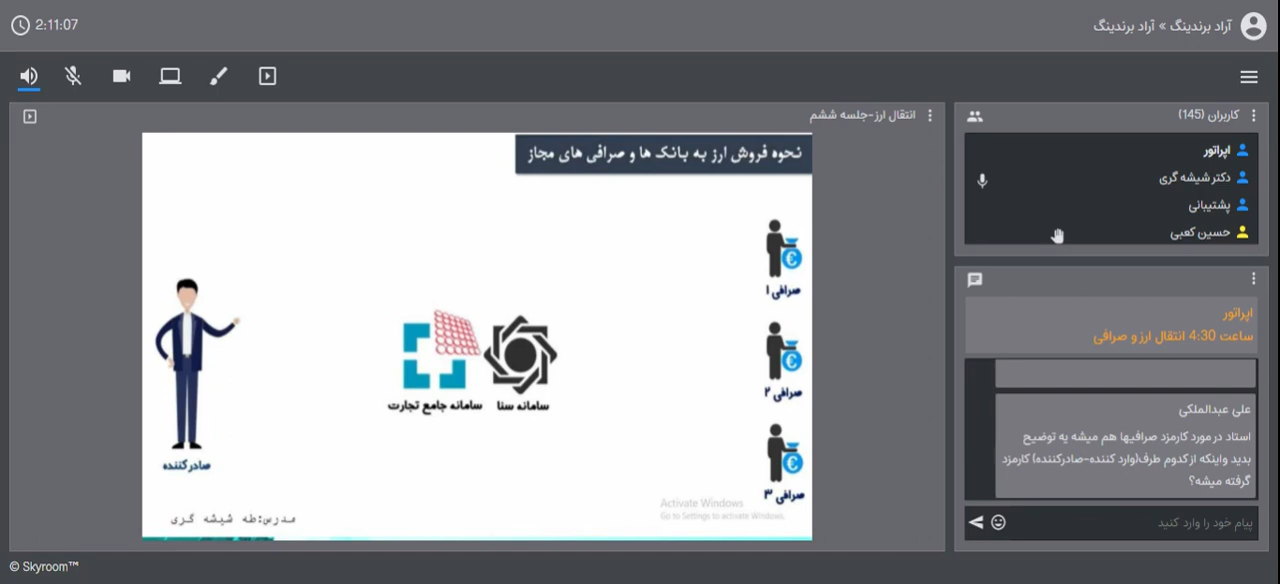 2:11:07
آراد برندینگ » آراد برندینگ
انتقال ارز-جلسه ششم
نحوه فروش ارز به بانک ها و صرافی های مجاز
صرافی ۱
صرافی ۲
صرافی ۳
سامانه سنا
سامانه جامع تجارت
صادرکننده
مدرس:طه شیشه گری
Activate Windows
Go to Settings to activate Windows.
کاربران (145)
اپراتور
دکتر شیشه گری
پشتیبانی
حسین کعبی
اپراتور
ساعت 4:30 انتقال ارز و صرافی
علی عبدالملکی
استاد در مورد کارمزد صرافیها هم میشه یه توضیح
بدید واینکه از کدوم طرف(وارد کننده-صادرکننده) کارمزد
گرفته میشه؟
پیام خود را وارد کنید
© Skyroom™